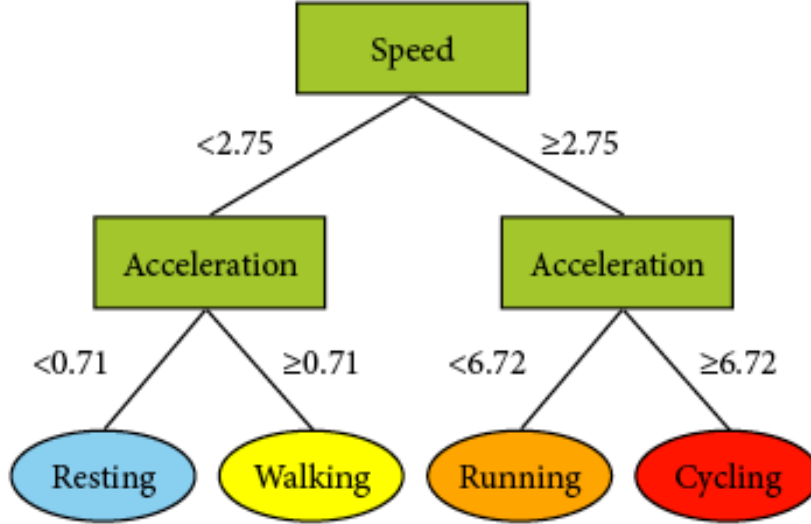 Speed
<2.75
≥2.75
Acceleration
Acceleration
<0.71
≥0.71
<6.72
≥6.72
Resting
Walking
Running
Cycling